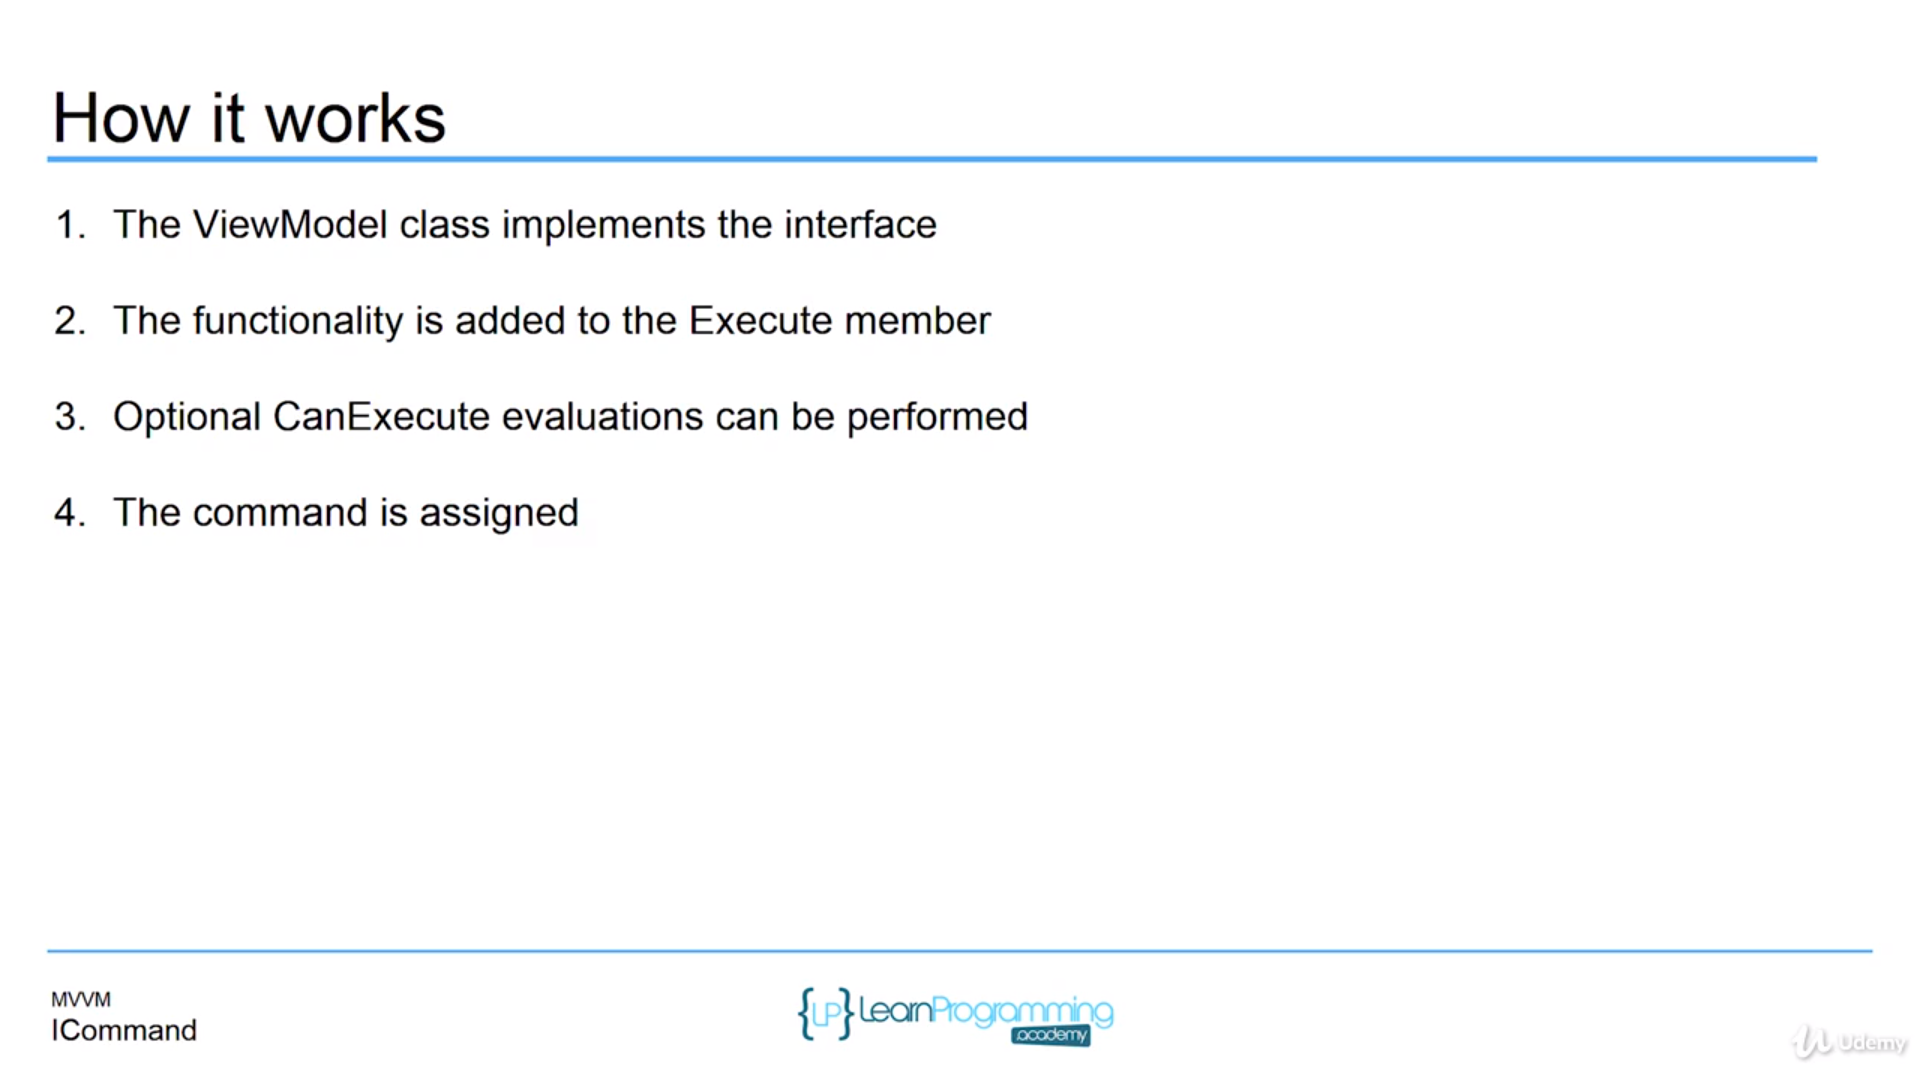 How it works
1. The ViewModel class implements the interface
2. The functionality is added to the Execute member
3. Optional CanExecute evaluations can be performed
4. The command is assigned
MVVM
ICommand
{LP} LearnProgramming
academy
Udemy